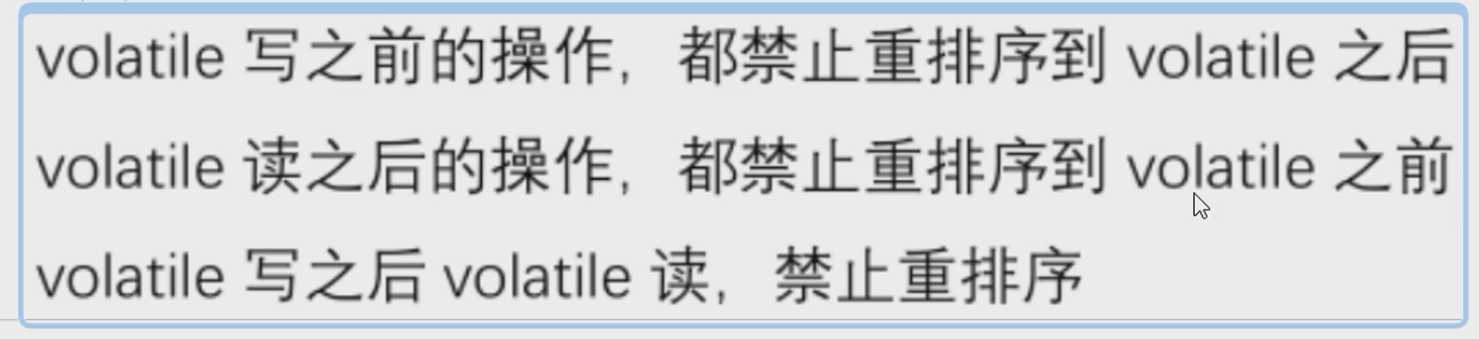 volatile 写之前的操作，都禁止重排序到 volatile 之后
volatile 读之后的操作，都禁止重排序到 volatile 之前
volatile 写之后 volatile 读，禁止重排序